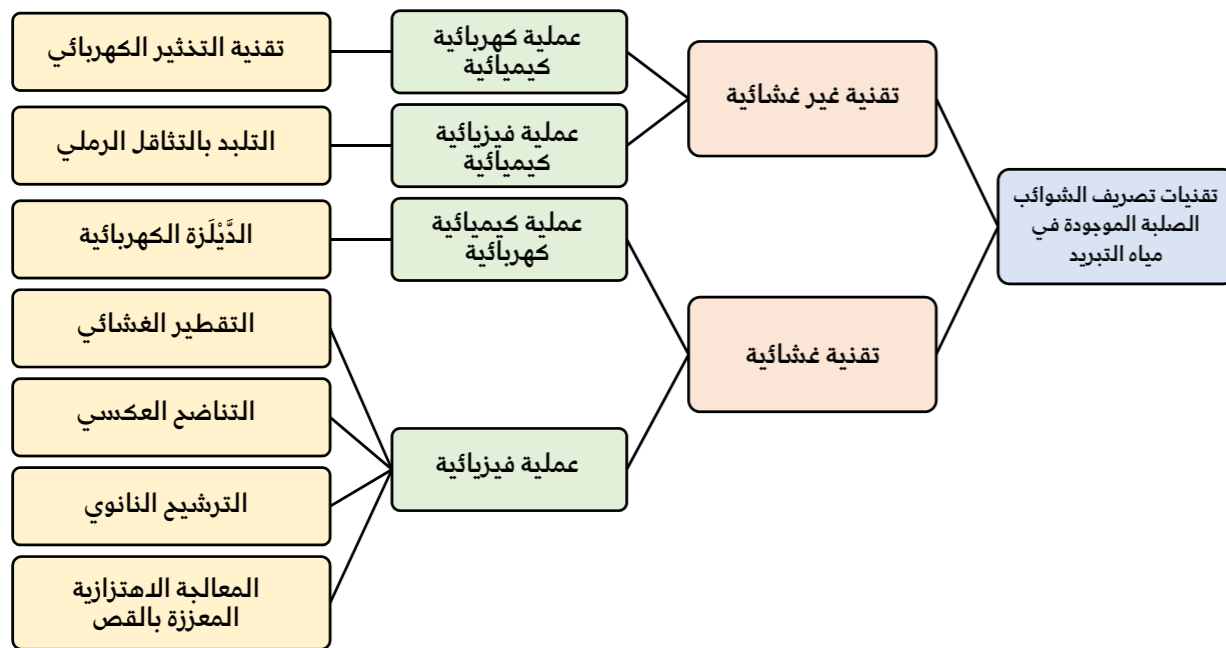 تقنيات تصريف الشوائب
الصلبة الموجودة في
مياه التبريد
تقنية غير غشائية
عملية كهربائية
كيميائية
تقنية التخثير الكهربائي
عملية فيزيائية
كيميائية
التلبد بالتثاقل الرملي
تقنية غشائية
عملية كيميائية
كهربائية
الدَّيْلَزة الكهربائية
عملية فيزيائية
التقطير الغشائي
التناضح العكسي
الترشيح النانوي
المعالجة الاهتزازية
المعززة بالقص